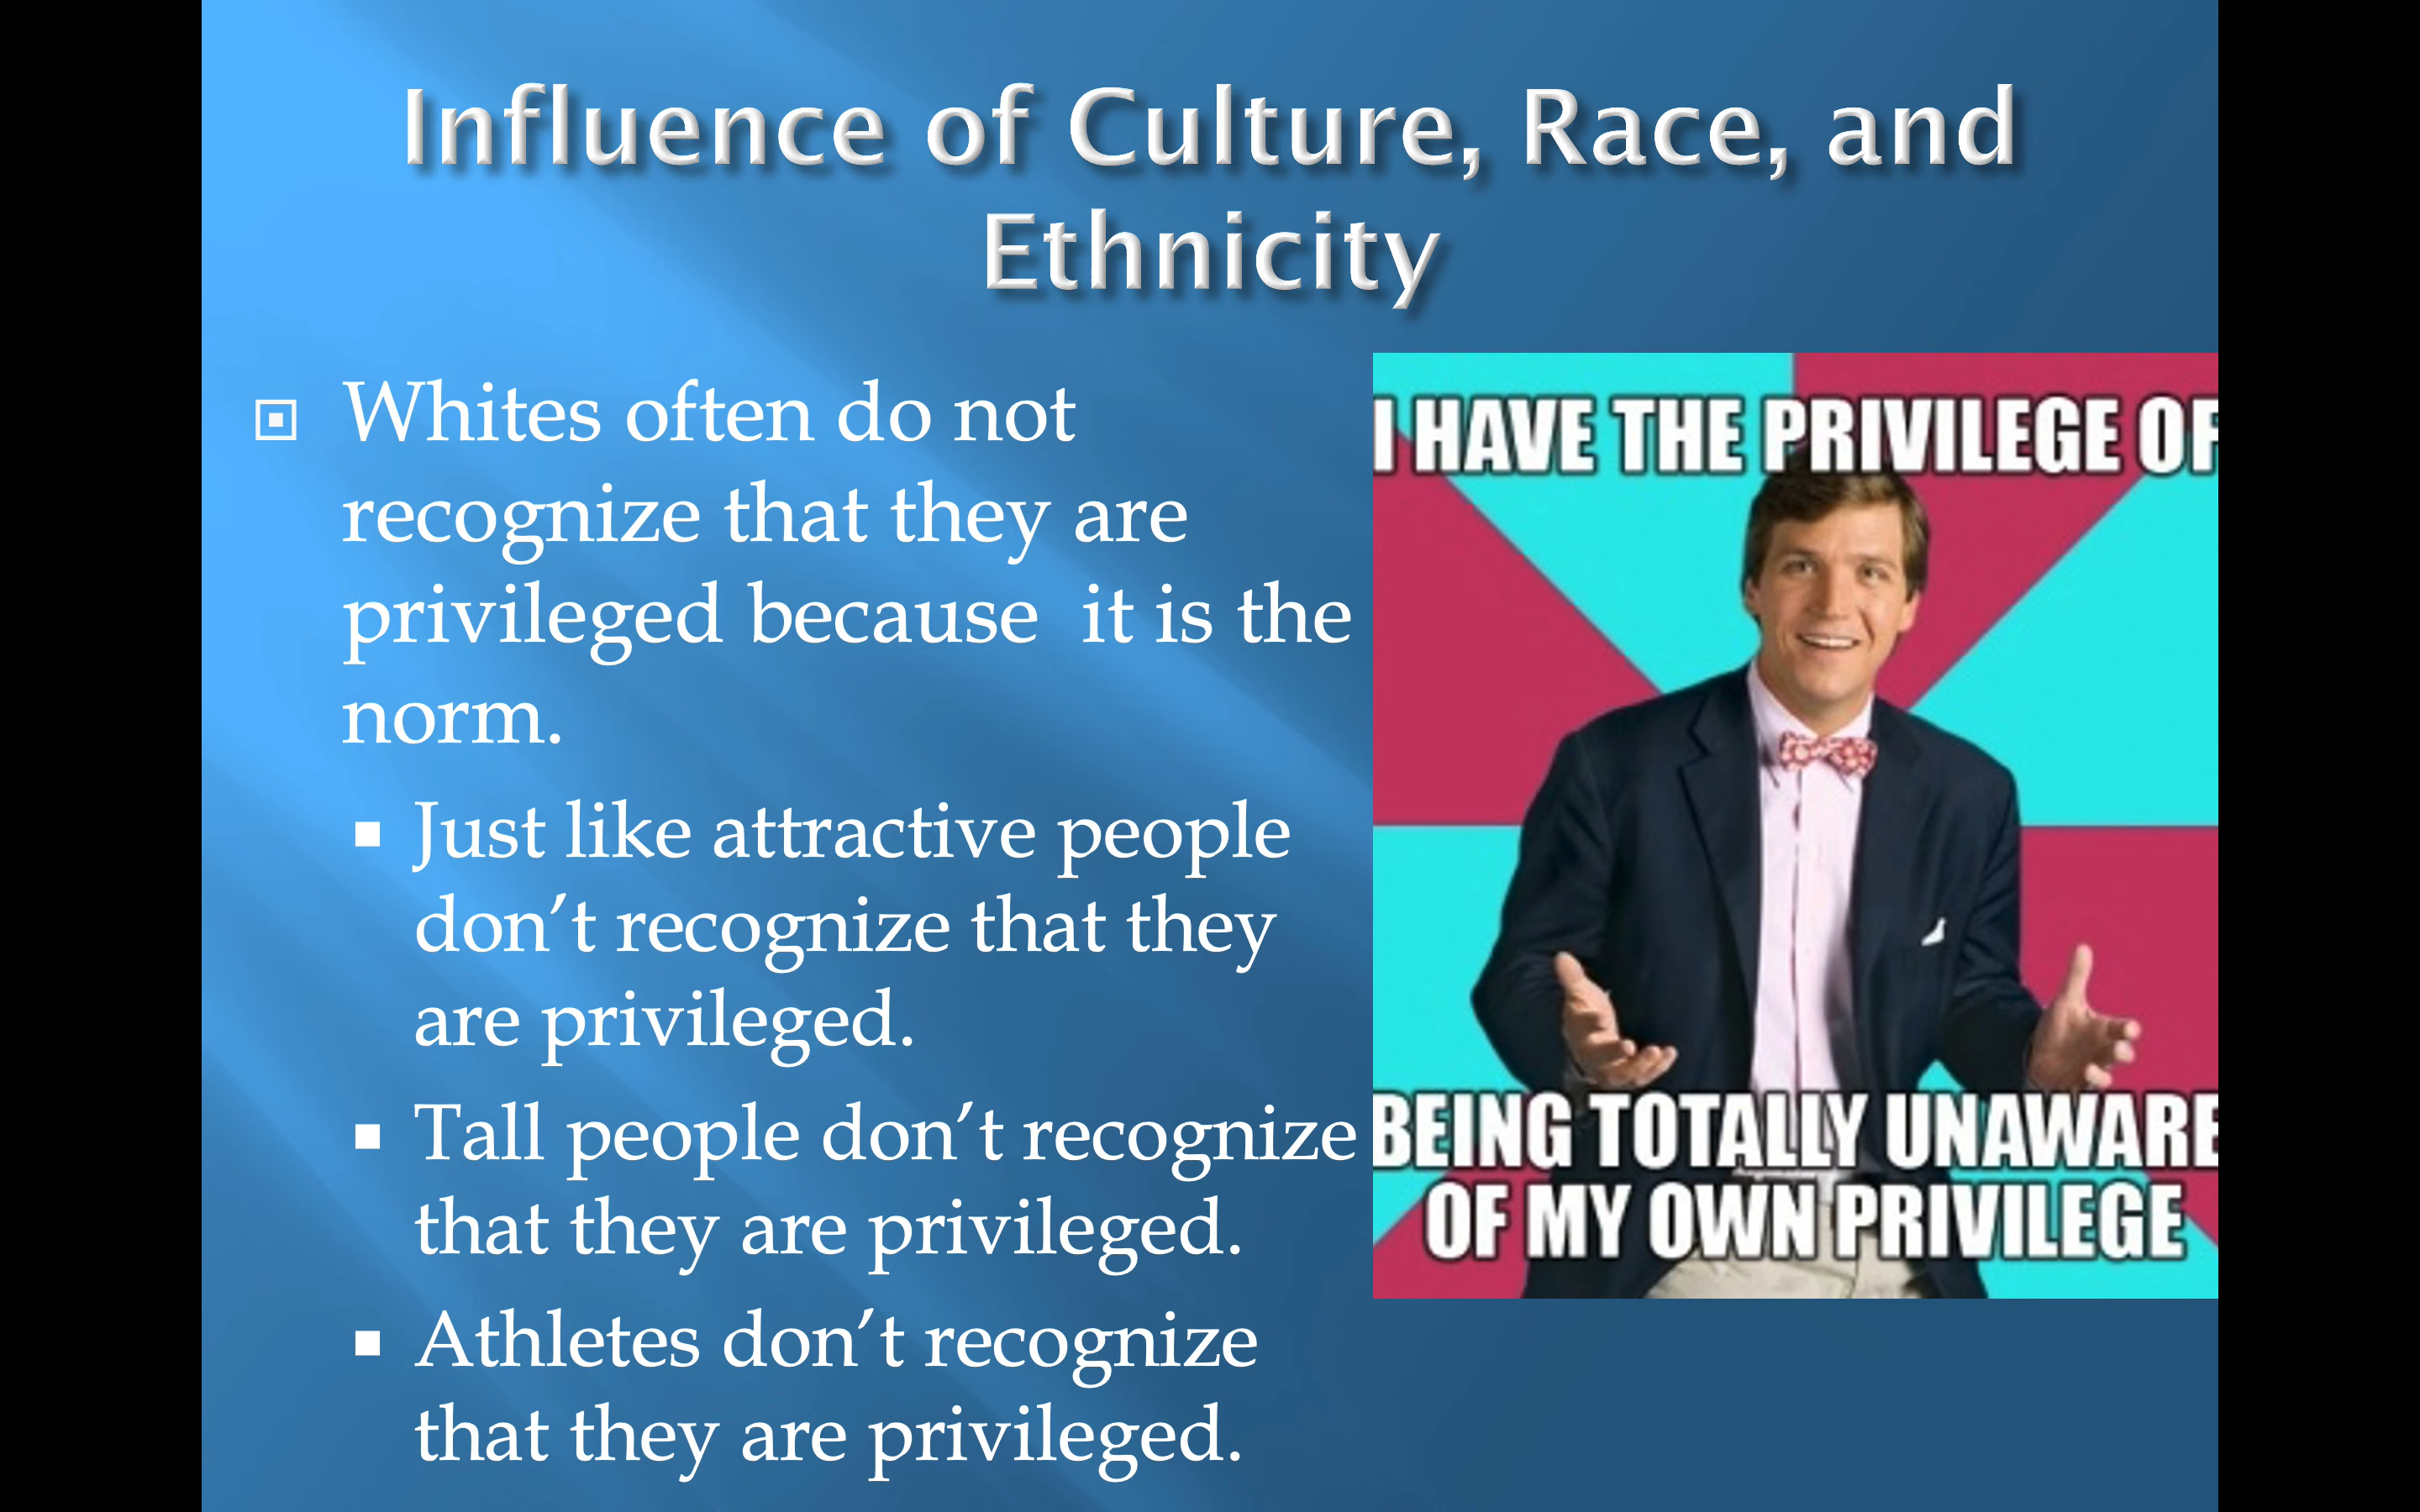 Influence of Culture, Race, and
Ethnicity
Whites often do not
recognize that they are
privileged because  it is the
norm.
Just like attractive people
don’t recognize that they
are privileged.
Tall people don’t recognize
that they are privileged.
Athletes don’t recognize
that they are privileged.
I HAVE THE PRIVILEGE OF
BEING TOTALLY UNAWARE
OF MY OWN PRIVILEGE